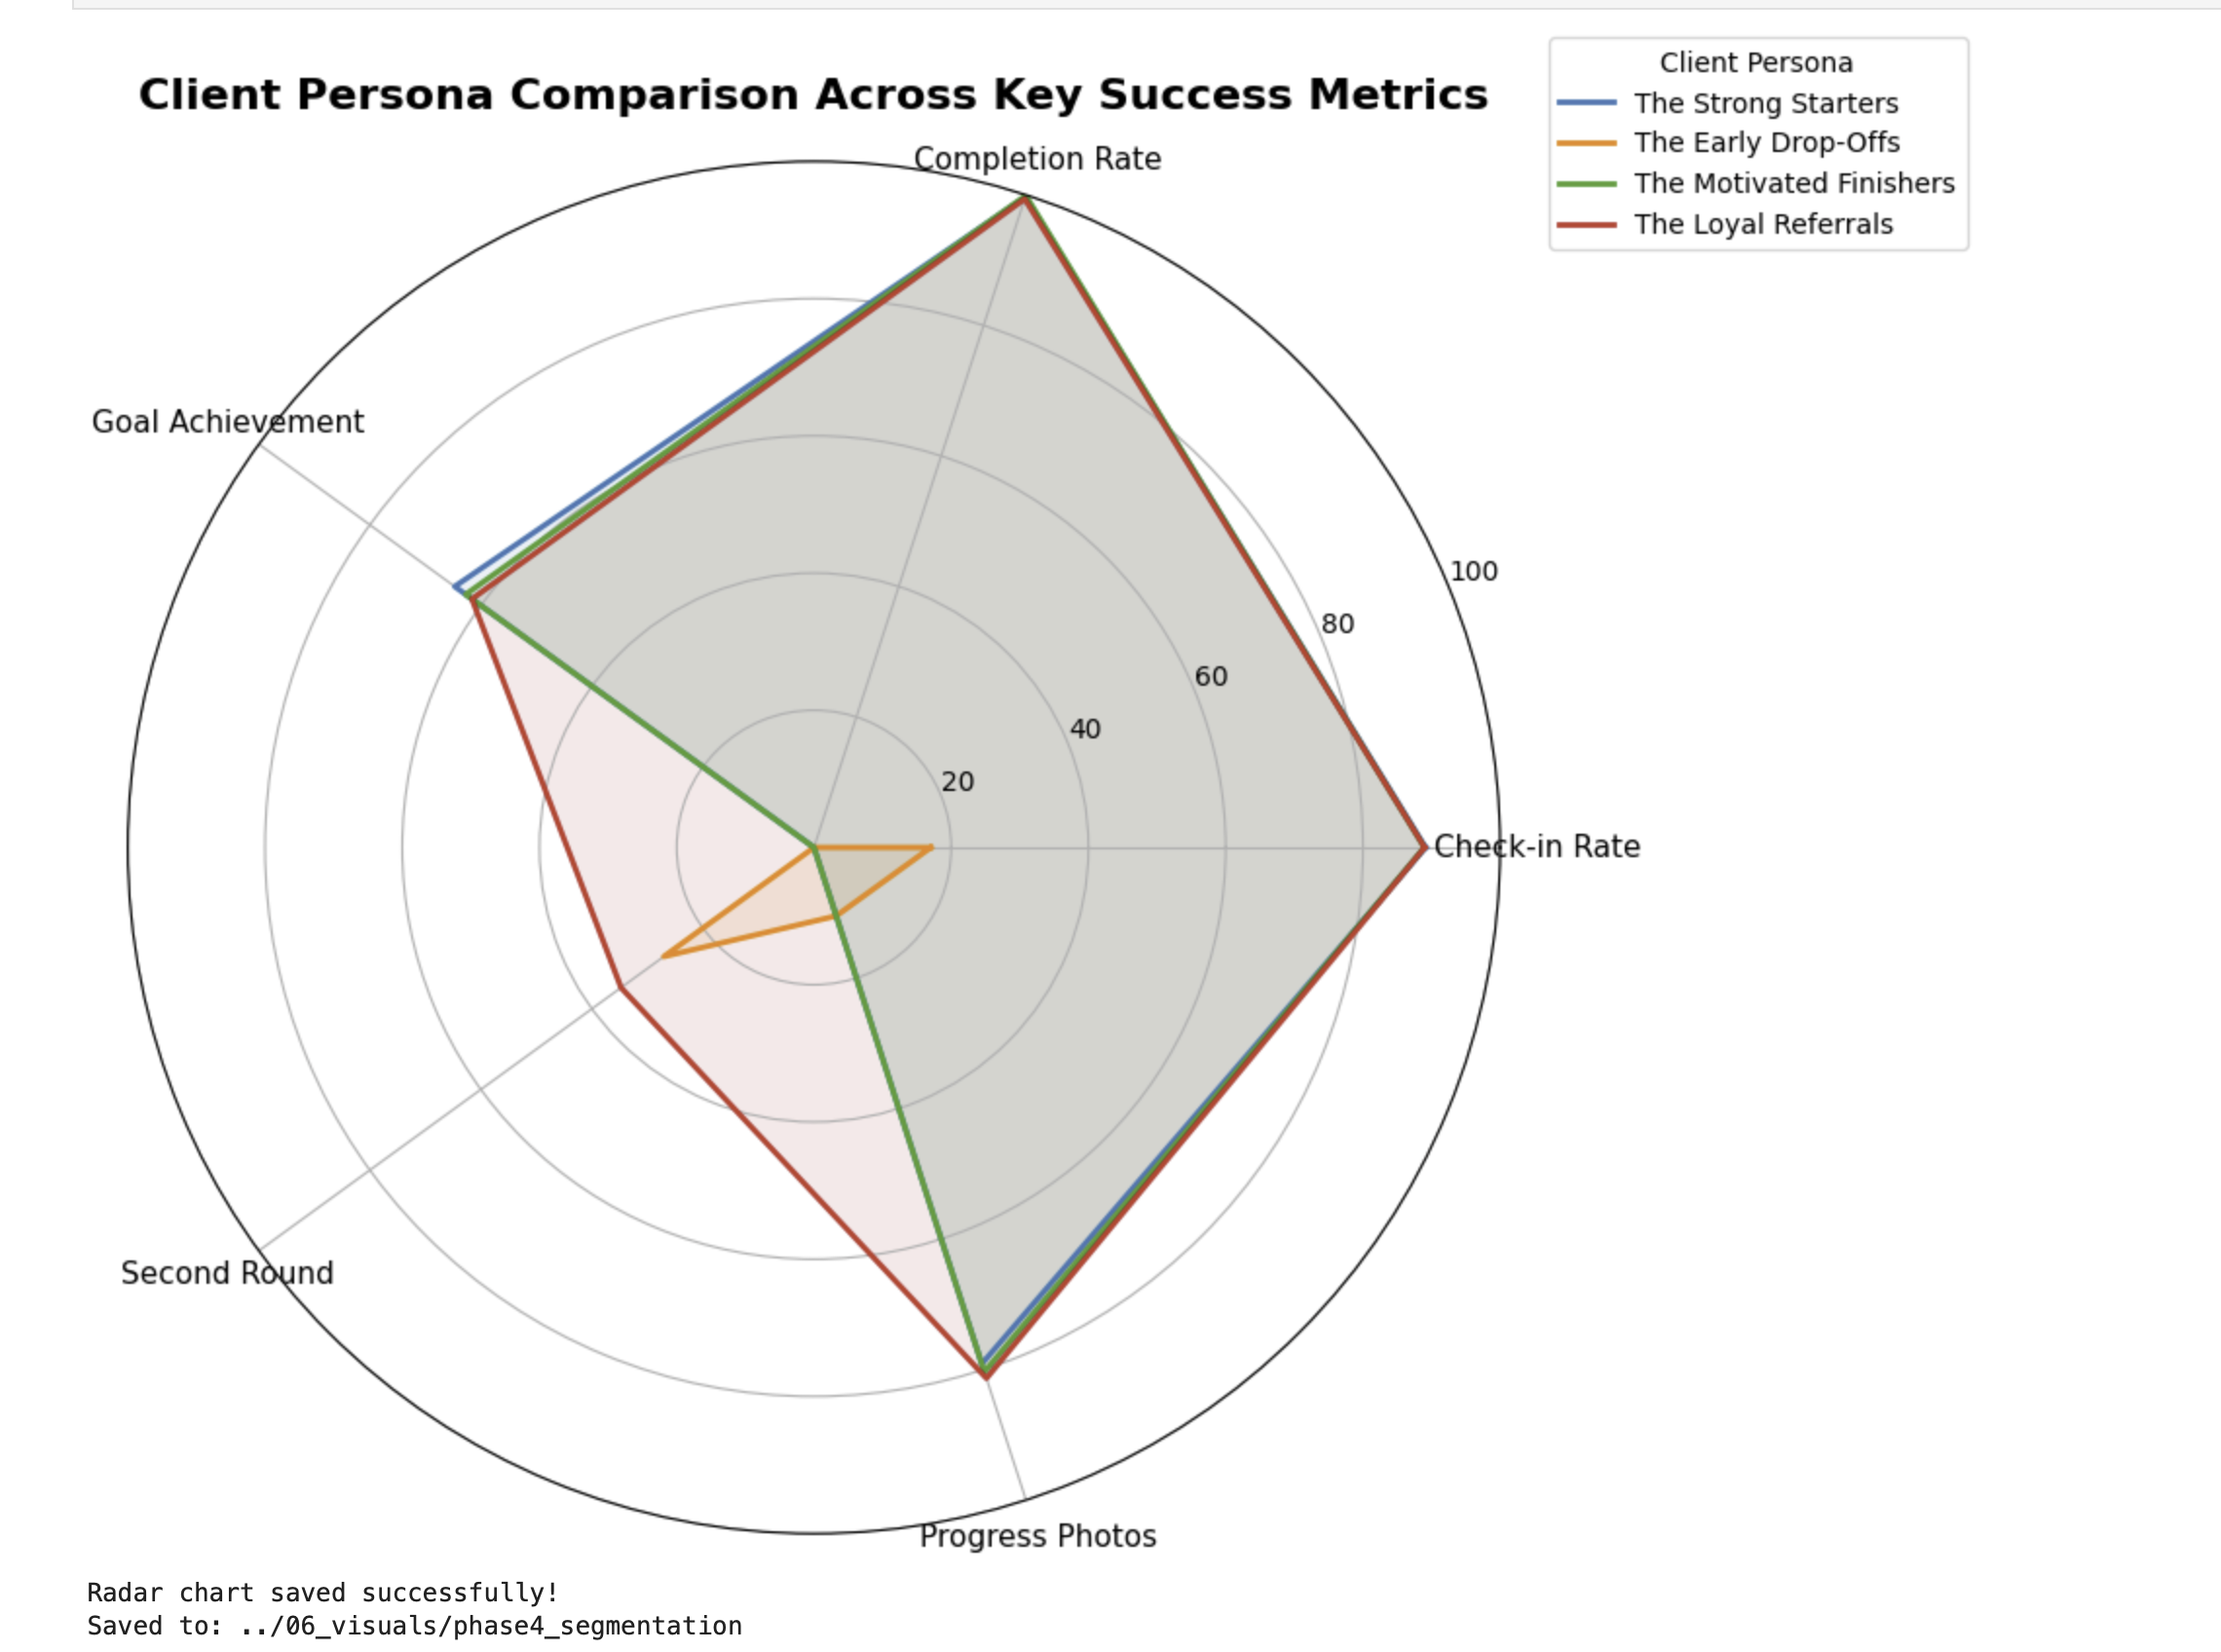 Client Persona Comparison Across Key Success Metrics
Client Persona
The Strong Starters
The Early Drop-Offs
The Motivated Finishers
The Loyal Referrals
Completion Rate
Goal Achievement
100
80
60
40
20
Check-in Rate
Second Round
Progress Photos
Radar chart saved successfully!
Saved to: ../06_visuals/phase4_segmentation